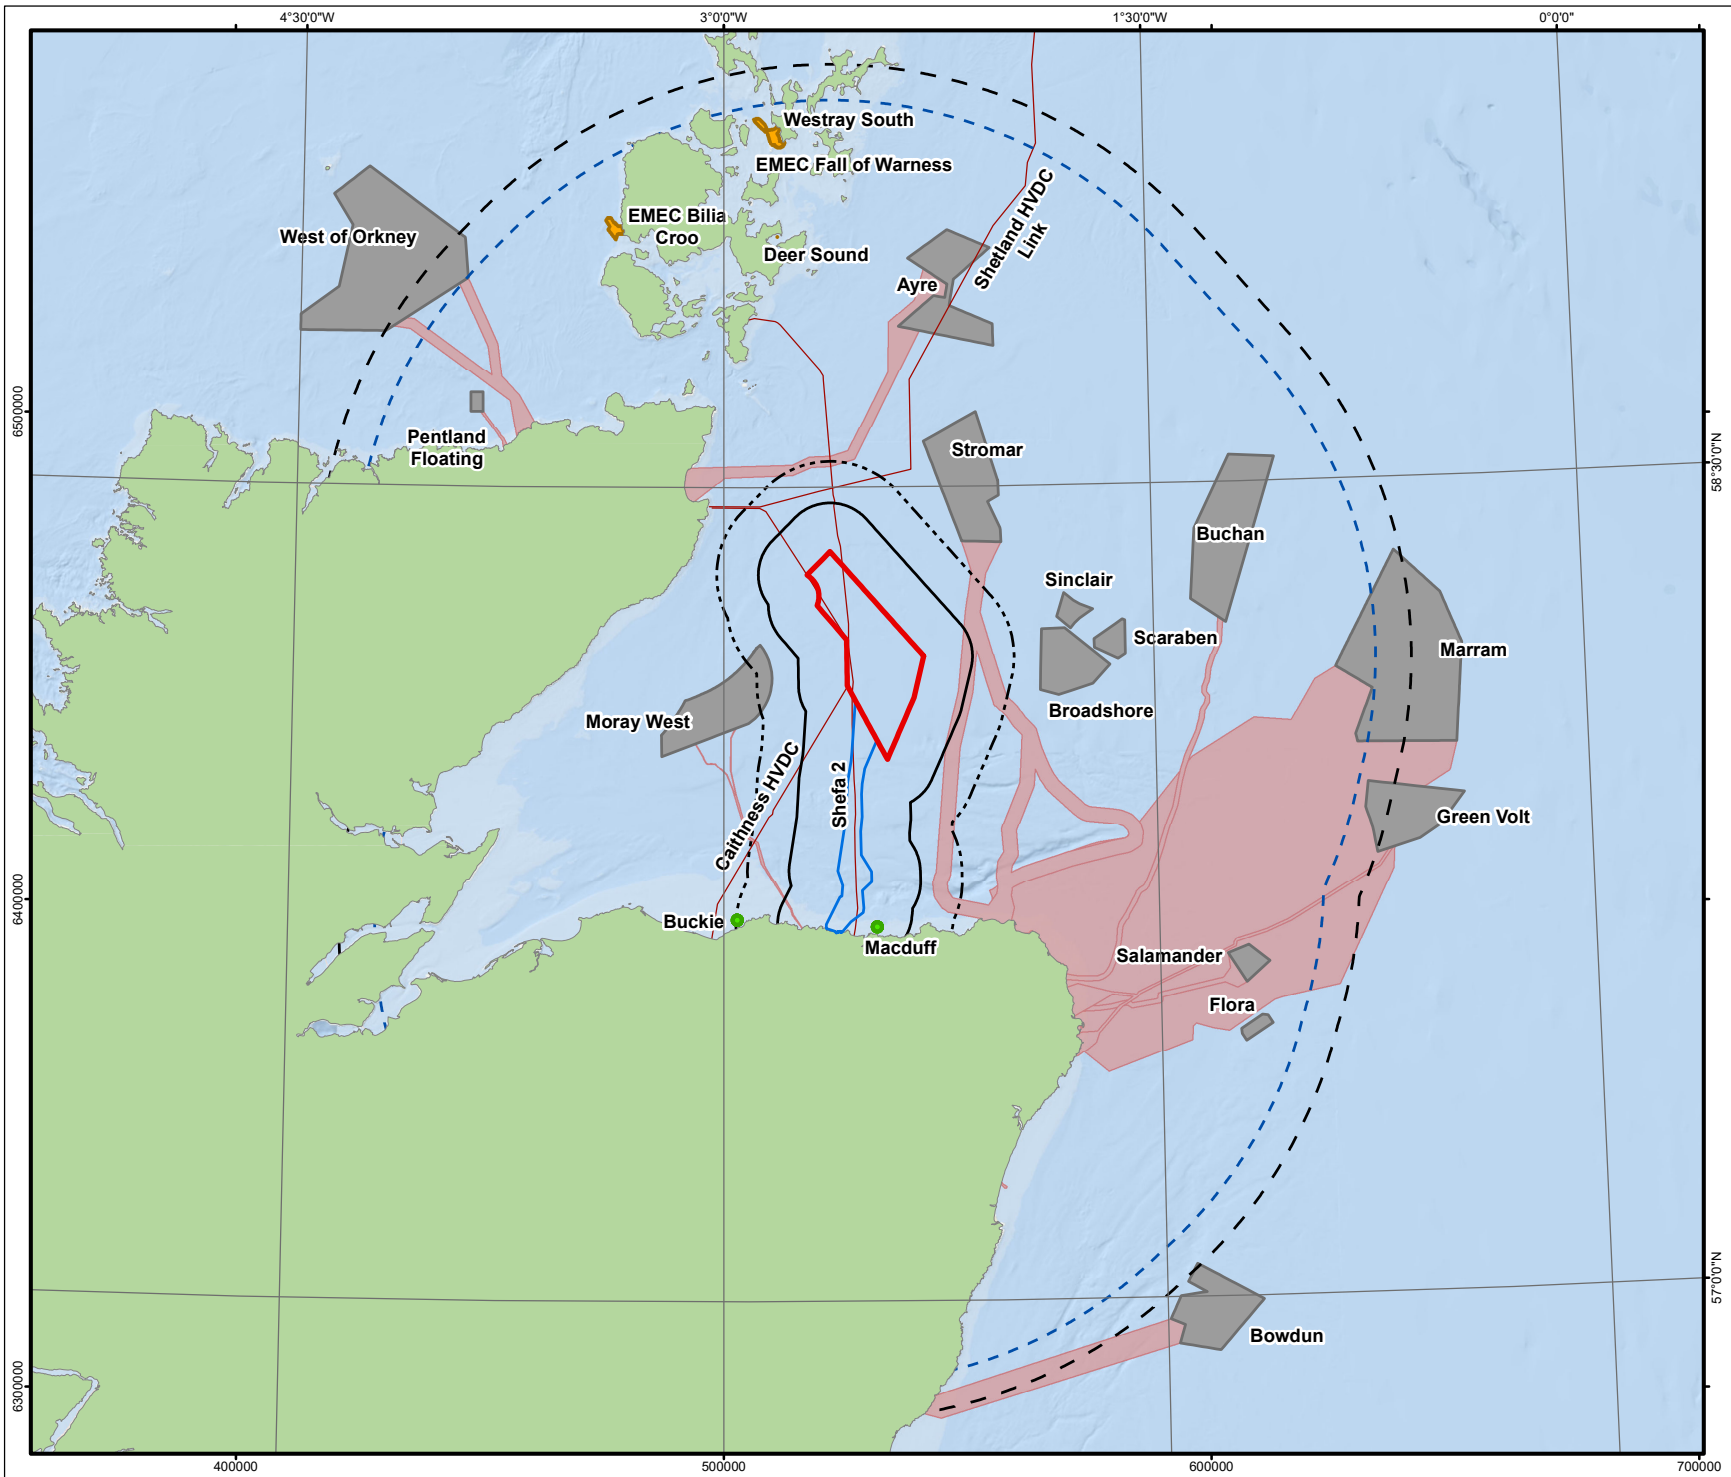 4°30'0"W
3°0'0"W
1°30'0"W
0°0'0"
Westray South
EMEC Fall of Warness
EMEC Bilia
Croo
West of Orkney
Deer Sound
Shetland HVDC
Link
Ayre
6500000
Pentland
Floating
Stromar
58°30'0"N
Buchan
Sinclair
Scaraben
Marram
Broadshore
Moray West
Caithness HVDC
Shefa 2
Green Volt
6400000
Buckie
Macduff
Salamander
Flora
57°0'0"N
Bowdun
6300000
400000
500000
600000
700000